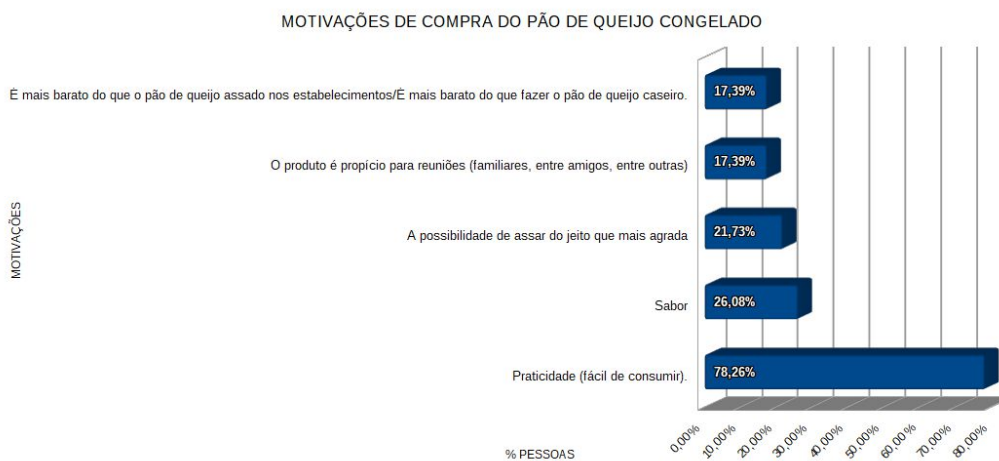 MOTIVAÇÕES DE COMPRA DO PÃO DE QUEIJO CONGELADO
É mais barato do que o pão de queijo assado nos estabelecimentos/É mais barato do que fazer o pão de queijo caseiro.
17,39%
O produto é propício para reuniões (familiares, entre amigos, entre outras)
17,39%
A possibilidade de assar do jeito que mais agrada
21,73%
Sabor
26,08%
Praticidade (fácil de consumir).
78,26%
MOTIVAÇÕES
0,00%
10,00%
20,00%
30,00%
40,00%
50,00%
60,00%
70,00%
80,00%
% PESSOAS